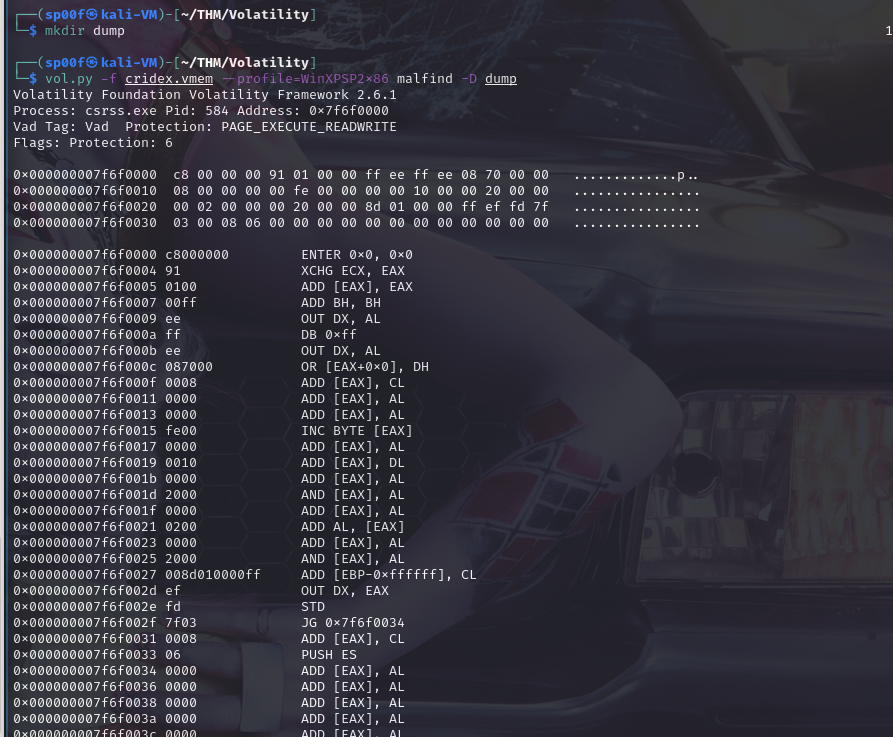 ┌──(sp00f㉿kali-VM)-[~/THM/Volatility]
└─$ mkdir dump
1
┌──(sp00f㉿kali-VM)-[~/THM/Volatility]
└─$ vol.py -f cridex.vmem --profile=WinXPSP2×86 malfind -D dump
Volatility Foundation Volatility Framework 2.6.1
Process: csrss.exe Pid: 584 Address: 0×7f6f0000
Vad Tag: Vad  Protection: PAGE_EXECUTE_READWRITE
Flags: Protection: 6
0×000000007f6f0000  c8 00 00 00 91 01 00 00 ff ee ff ee 08 70 00 00   .............p..
0×000000007f6f0010  08 00 00 00 00 fe 00 00 00 00 10 00 00 20 00 00   ................
0×000000007f6f0020  00 02 00 00 00 20 00 00 8d 01 00 00 ff ef fd 7f   ................
0×000000007f6f0030  03 00 08 06 00 00 00 00 00 00 00 00 00 00 00 00   ................
0×000000007f6f0000 c8000000         ENTER 0×0, 0×0
0×000000007f6f0004 91               XCHG ECX, EAX
0×000000007f6f0005 0100             ADD [EAX], EAX
0×000000007f6f0007 00ff             ADD BH, BH
0×000000007f6f0009 ee               OUT DX, AL
0×000000007f6f000a ff               DB 0×ff
0×000000007f6f000b ee               OUT DX, AL
0×000000007f6f000c 087000           OR [EAX+0×0], DH
0×000000007f6f000f 0008             ADD [EAX], CL
0×000000007f6f0011 0000             ADD [EAX], AL
0×000000007f6f0013 0000             ADD [EAX], AL
0×000000007f6f0015 fe00             INC BYTE [EAX]
0×000000007f6f0017 0000             ADD [EAX], AL
0×000000007f6f0019 0010             ADD [EAX], DL
0×000000007f6f001b 0000             ADD [EAX], AL
0×000000007f6f001d 2000             AND [EAX], AL
0×000000007f6f001f 0000             ADD [EAX], AL
0×000000007f6f0021 0200             ADD AL, [EAX]
0×000000007f6f0023 0000             ADD [EAX], AL
0×000000007f6f0025 2000             AND [EAX], AL
0×000000007f6f0027 008d010000ff     ADD [EBP-0×ffffff], CL
0×000000007f6f002d ef               OUT DX, EAX
0×000000007f6f002e fd               STD
0×000000007f6f002f 7f03             JG 0×7f6f0034
0×000000007f6f0031 0008             ADD [EAX], CL
0×000000007f6f0033 06               PUSH ES
0×000000007f6f0034 0000             ADD [EAX], AL
0×000000007f6f0036 0000             ADD [EAX], AL
0×000000007f6f0038 0000             ADD [EAX], AL
0×000000007f6f003a 0000             ADD [EAX], AL
0×000000007f6f003c 0000             ADD [EAX], AL